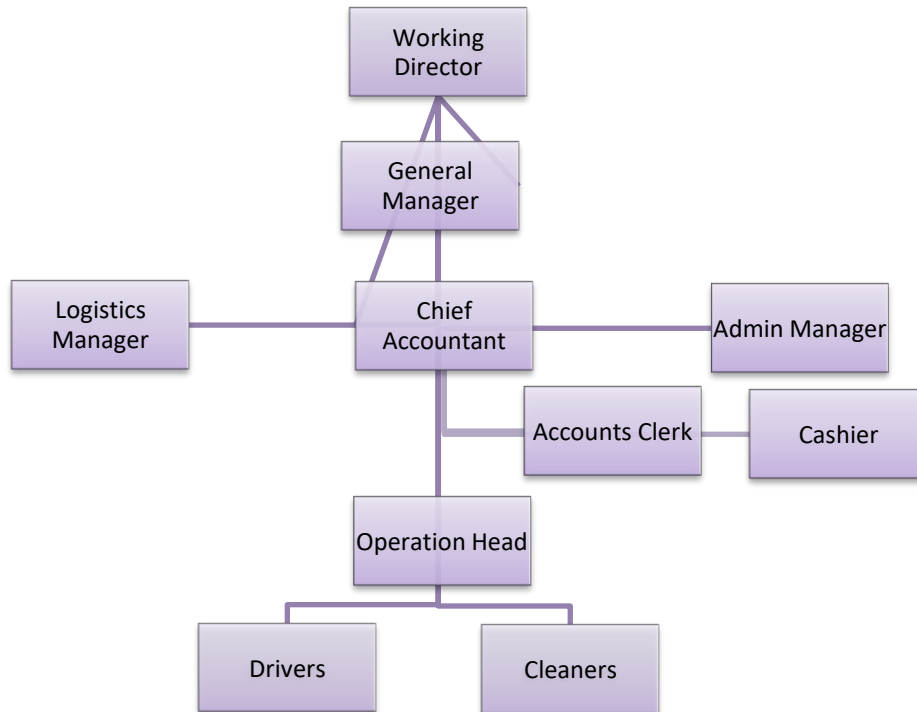 Working
Director
General
Manager
Logistics
Manager
Chief
Accountant
Admin Manager
Accounts Clerk
Cashier
Operation Head
Drivers
Cleaners